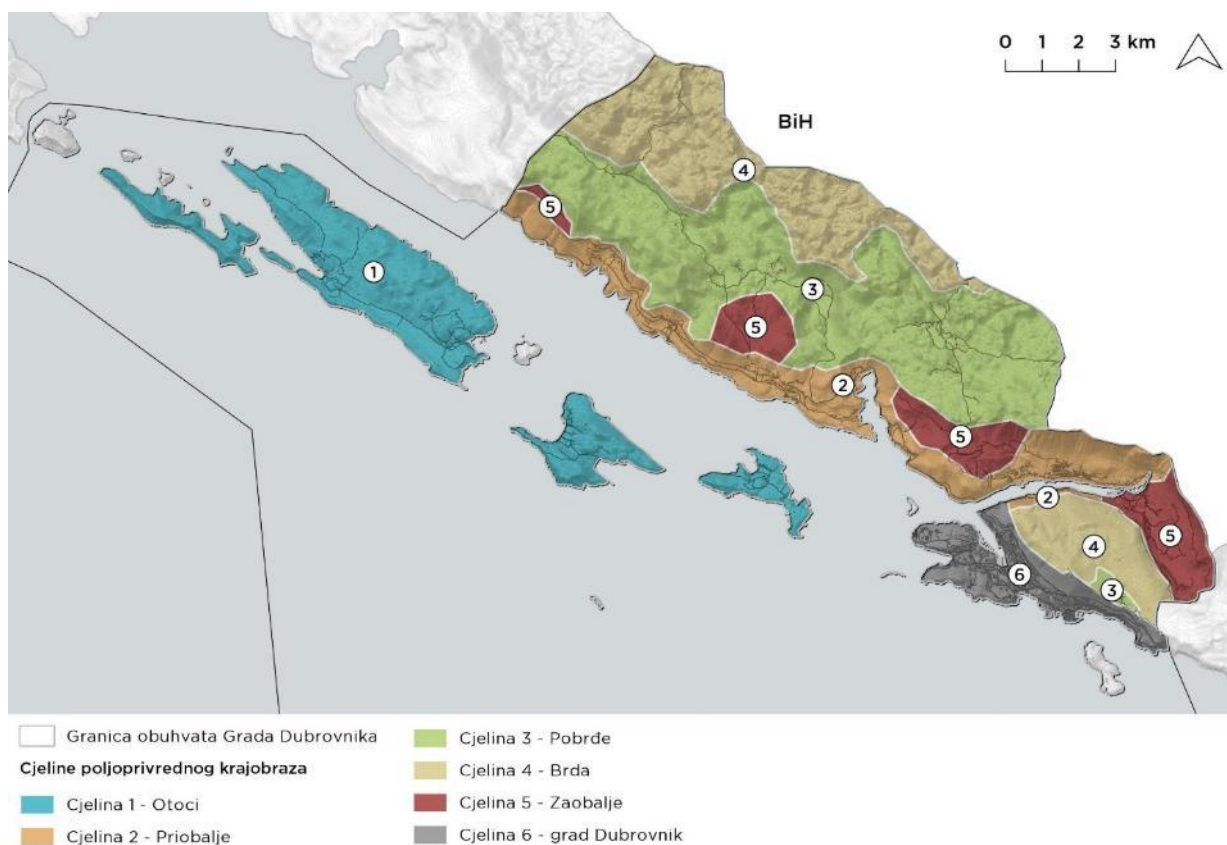 0 1 2 3 km
BiH
4
5
1
3
5
2
5
2
5
4
6
3
Granica obuhvata Grada Dubrovnika
Cjeline poljoprivrednog krajobraza
Cjelina 1 - Otoci
Cjelina 2 - Priobalje
Cjelina 3 - Pobrđe
Cjelina 4 - Brda
Cjelina 5 - Zaobalje
Cjelina 6 - grad Dubrovnik